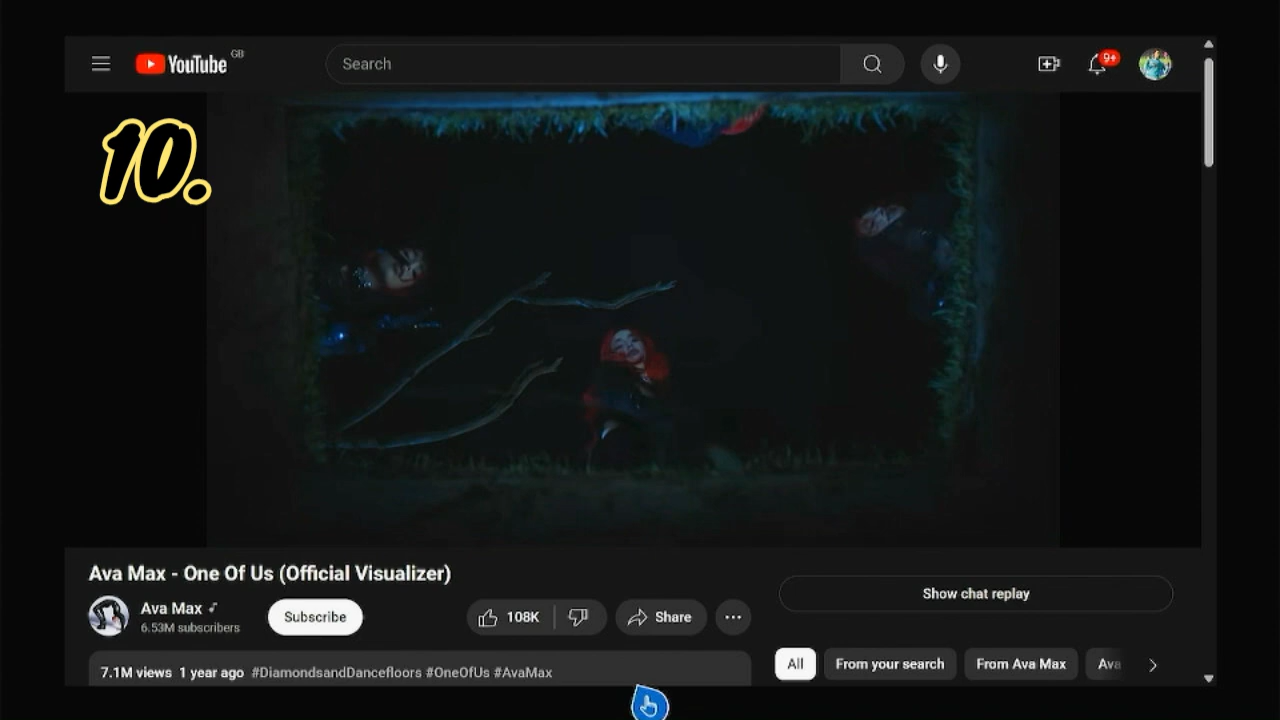 YouTube GB
Search
9+
10.
Ava Max - One Of Us (Official Visualizer)
Ava Max
6.53M subscribers
Subscribe
108K
Share
Show chat replay
7.1M views 1 year ago #DiamondsandDancefloors #OneOfUs #AvaMax
All
From your search
From Ava Max
Ava